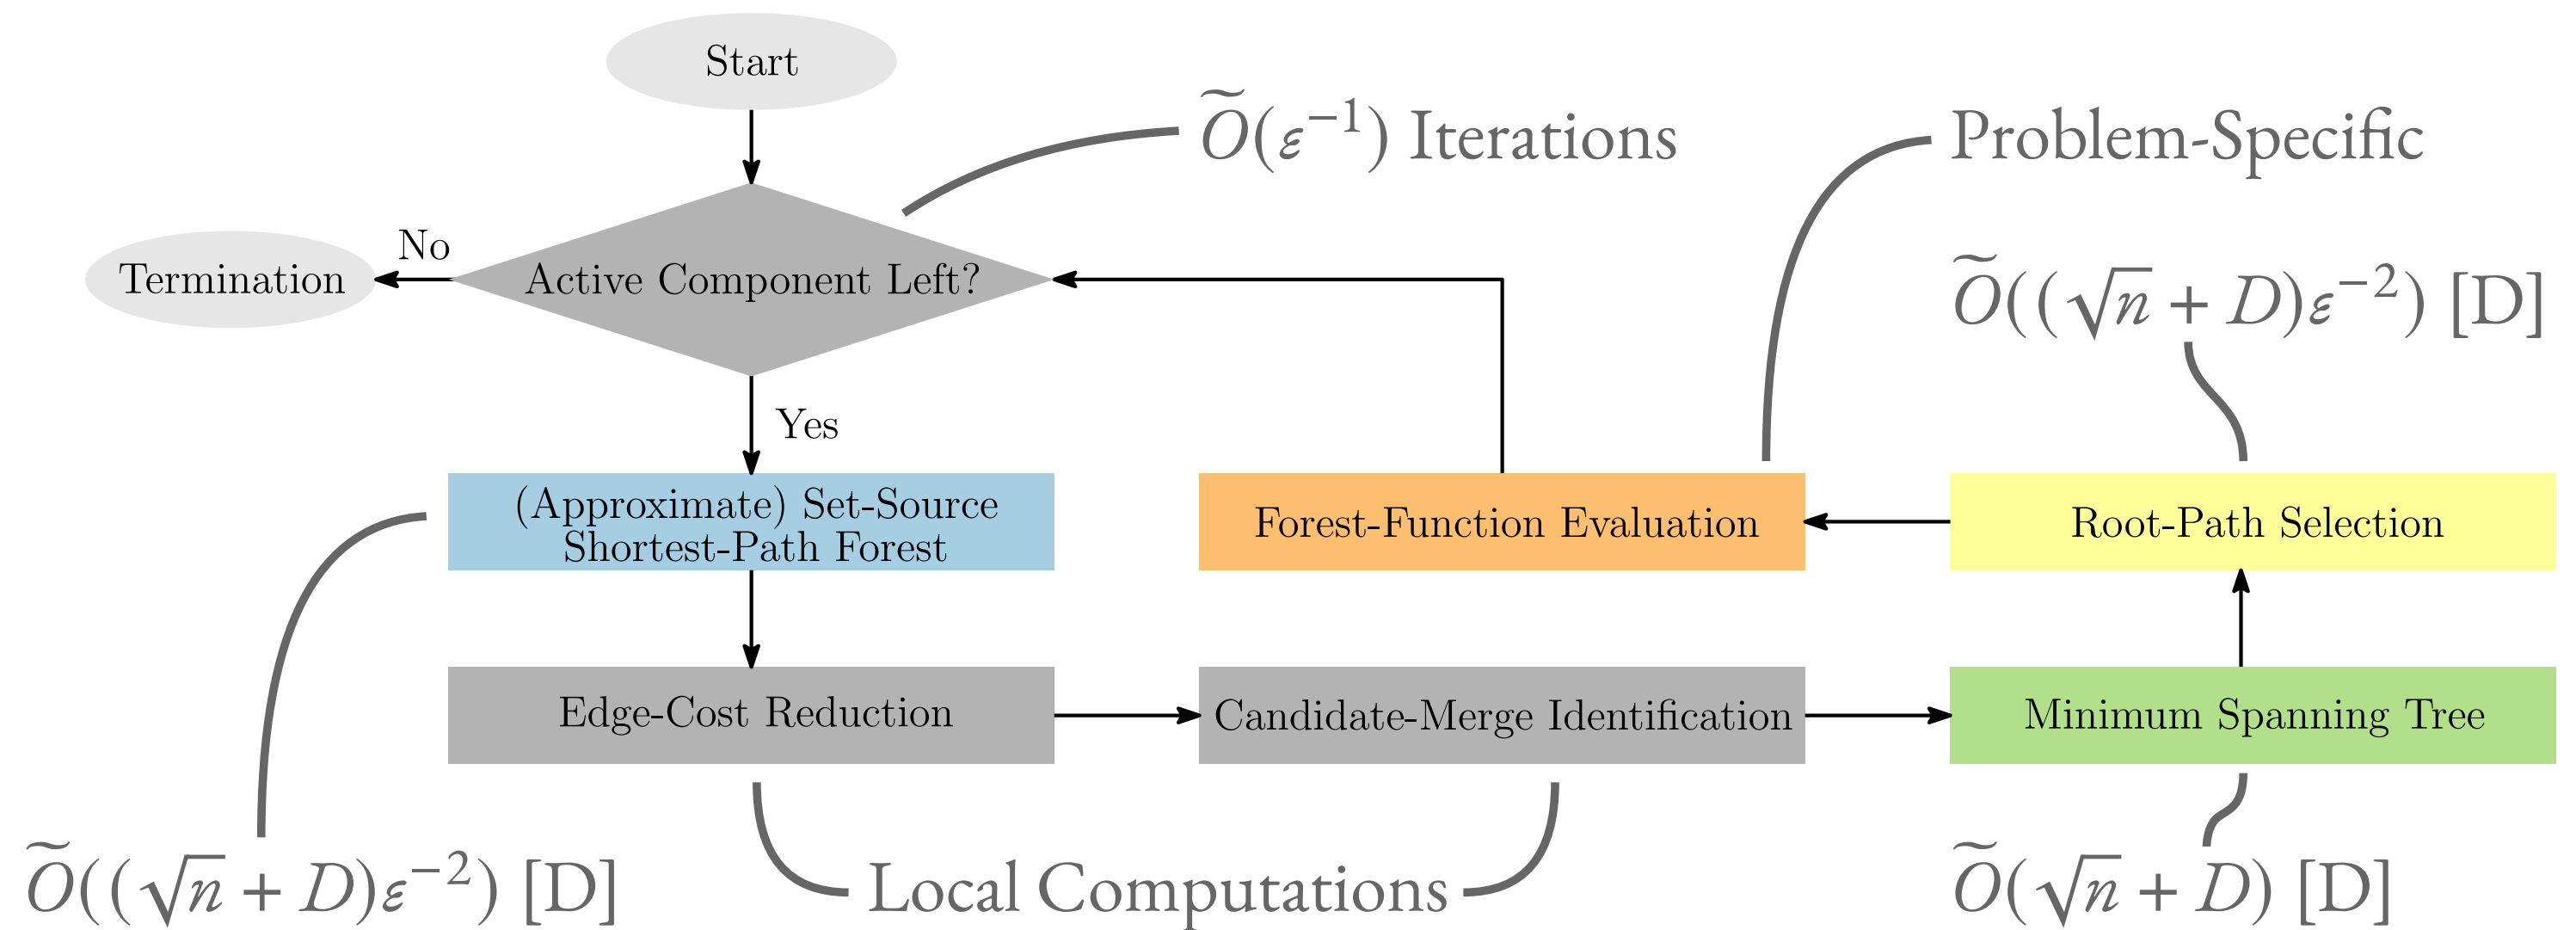 Start
Õ(ε⁻¹) Iterations
Problem-Specific
No
Termination
Active Component Left?
Õ((√n + D)ε⁻²) [D]
Yes
(Approximate) Set-Source
Shortest-Path Forest
Forest-Function Evaluation
Root-Path Selection
Edge-Cost Reduction
Candidate-Merge Identification
Minimum Spanning Tree
Õ((√n + D)ε⁻²) [D]
Local Computations
Õ(√n + D) [D]